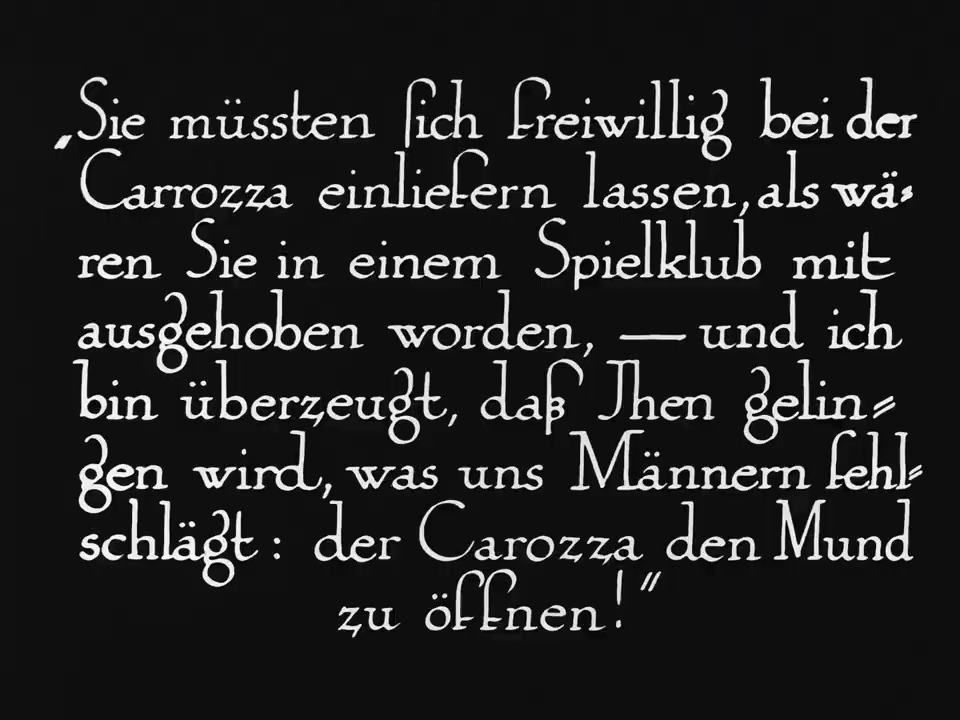 „Sie müssten sich freiwillig bei der
Carrozza einliefern lassen, als wä-
ren Sie in einem Spielklub mit
ausgehoben worden, — und ich
bin überzeugt, daß Jhen gelin-
gen wird, was uns Männern fehl-
schlägt: der Carozza den Mund
zu öffnen!"